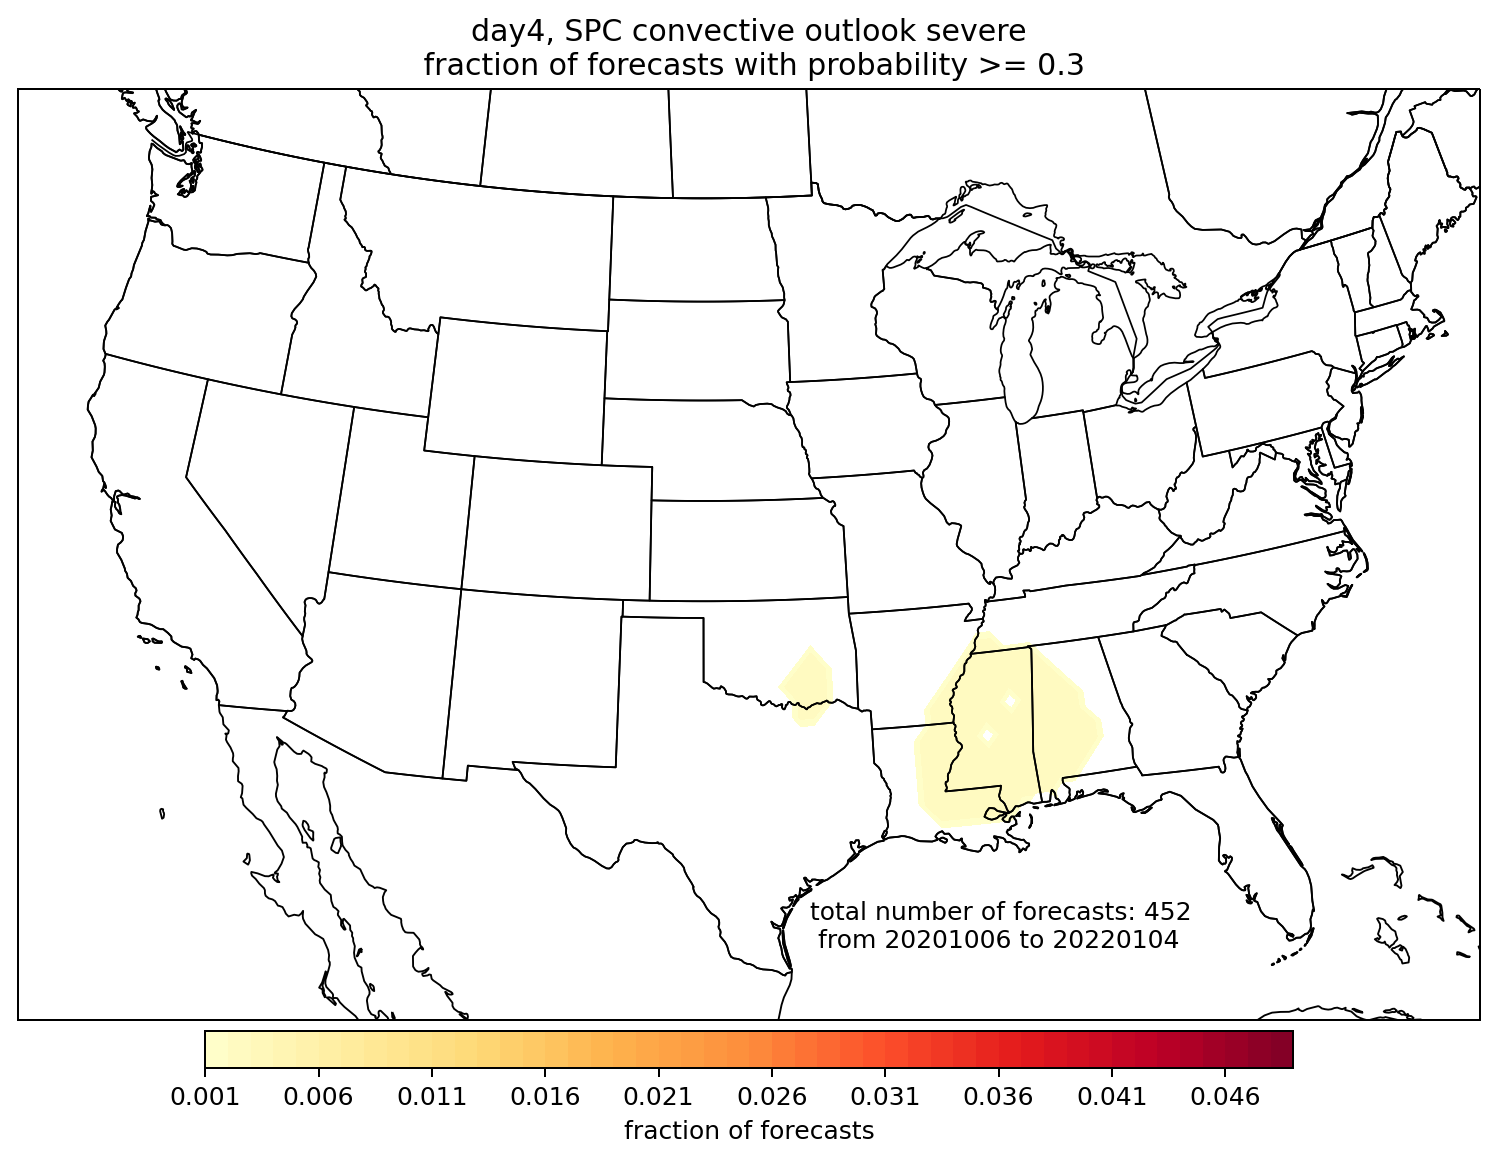 day4, SPC convective outlook severe
fraction of forecasts with probability >= 0.3
total number of forecasts: 452
from 20201006 to 20220104
0.001 0.006 0.011 0.016 0.021 0.026 0.031 0.036 0.041 0.046
fraction of forecasts